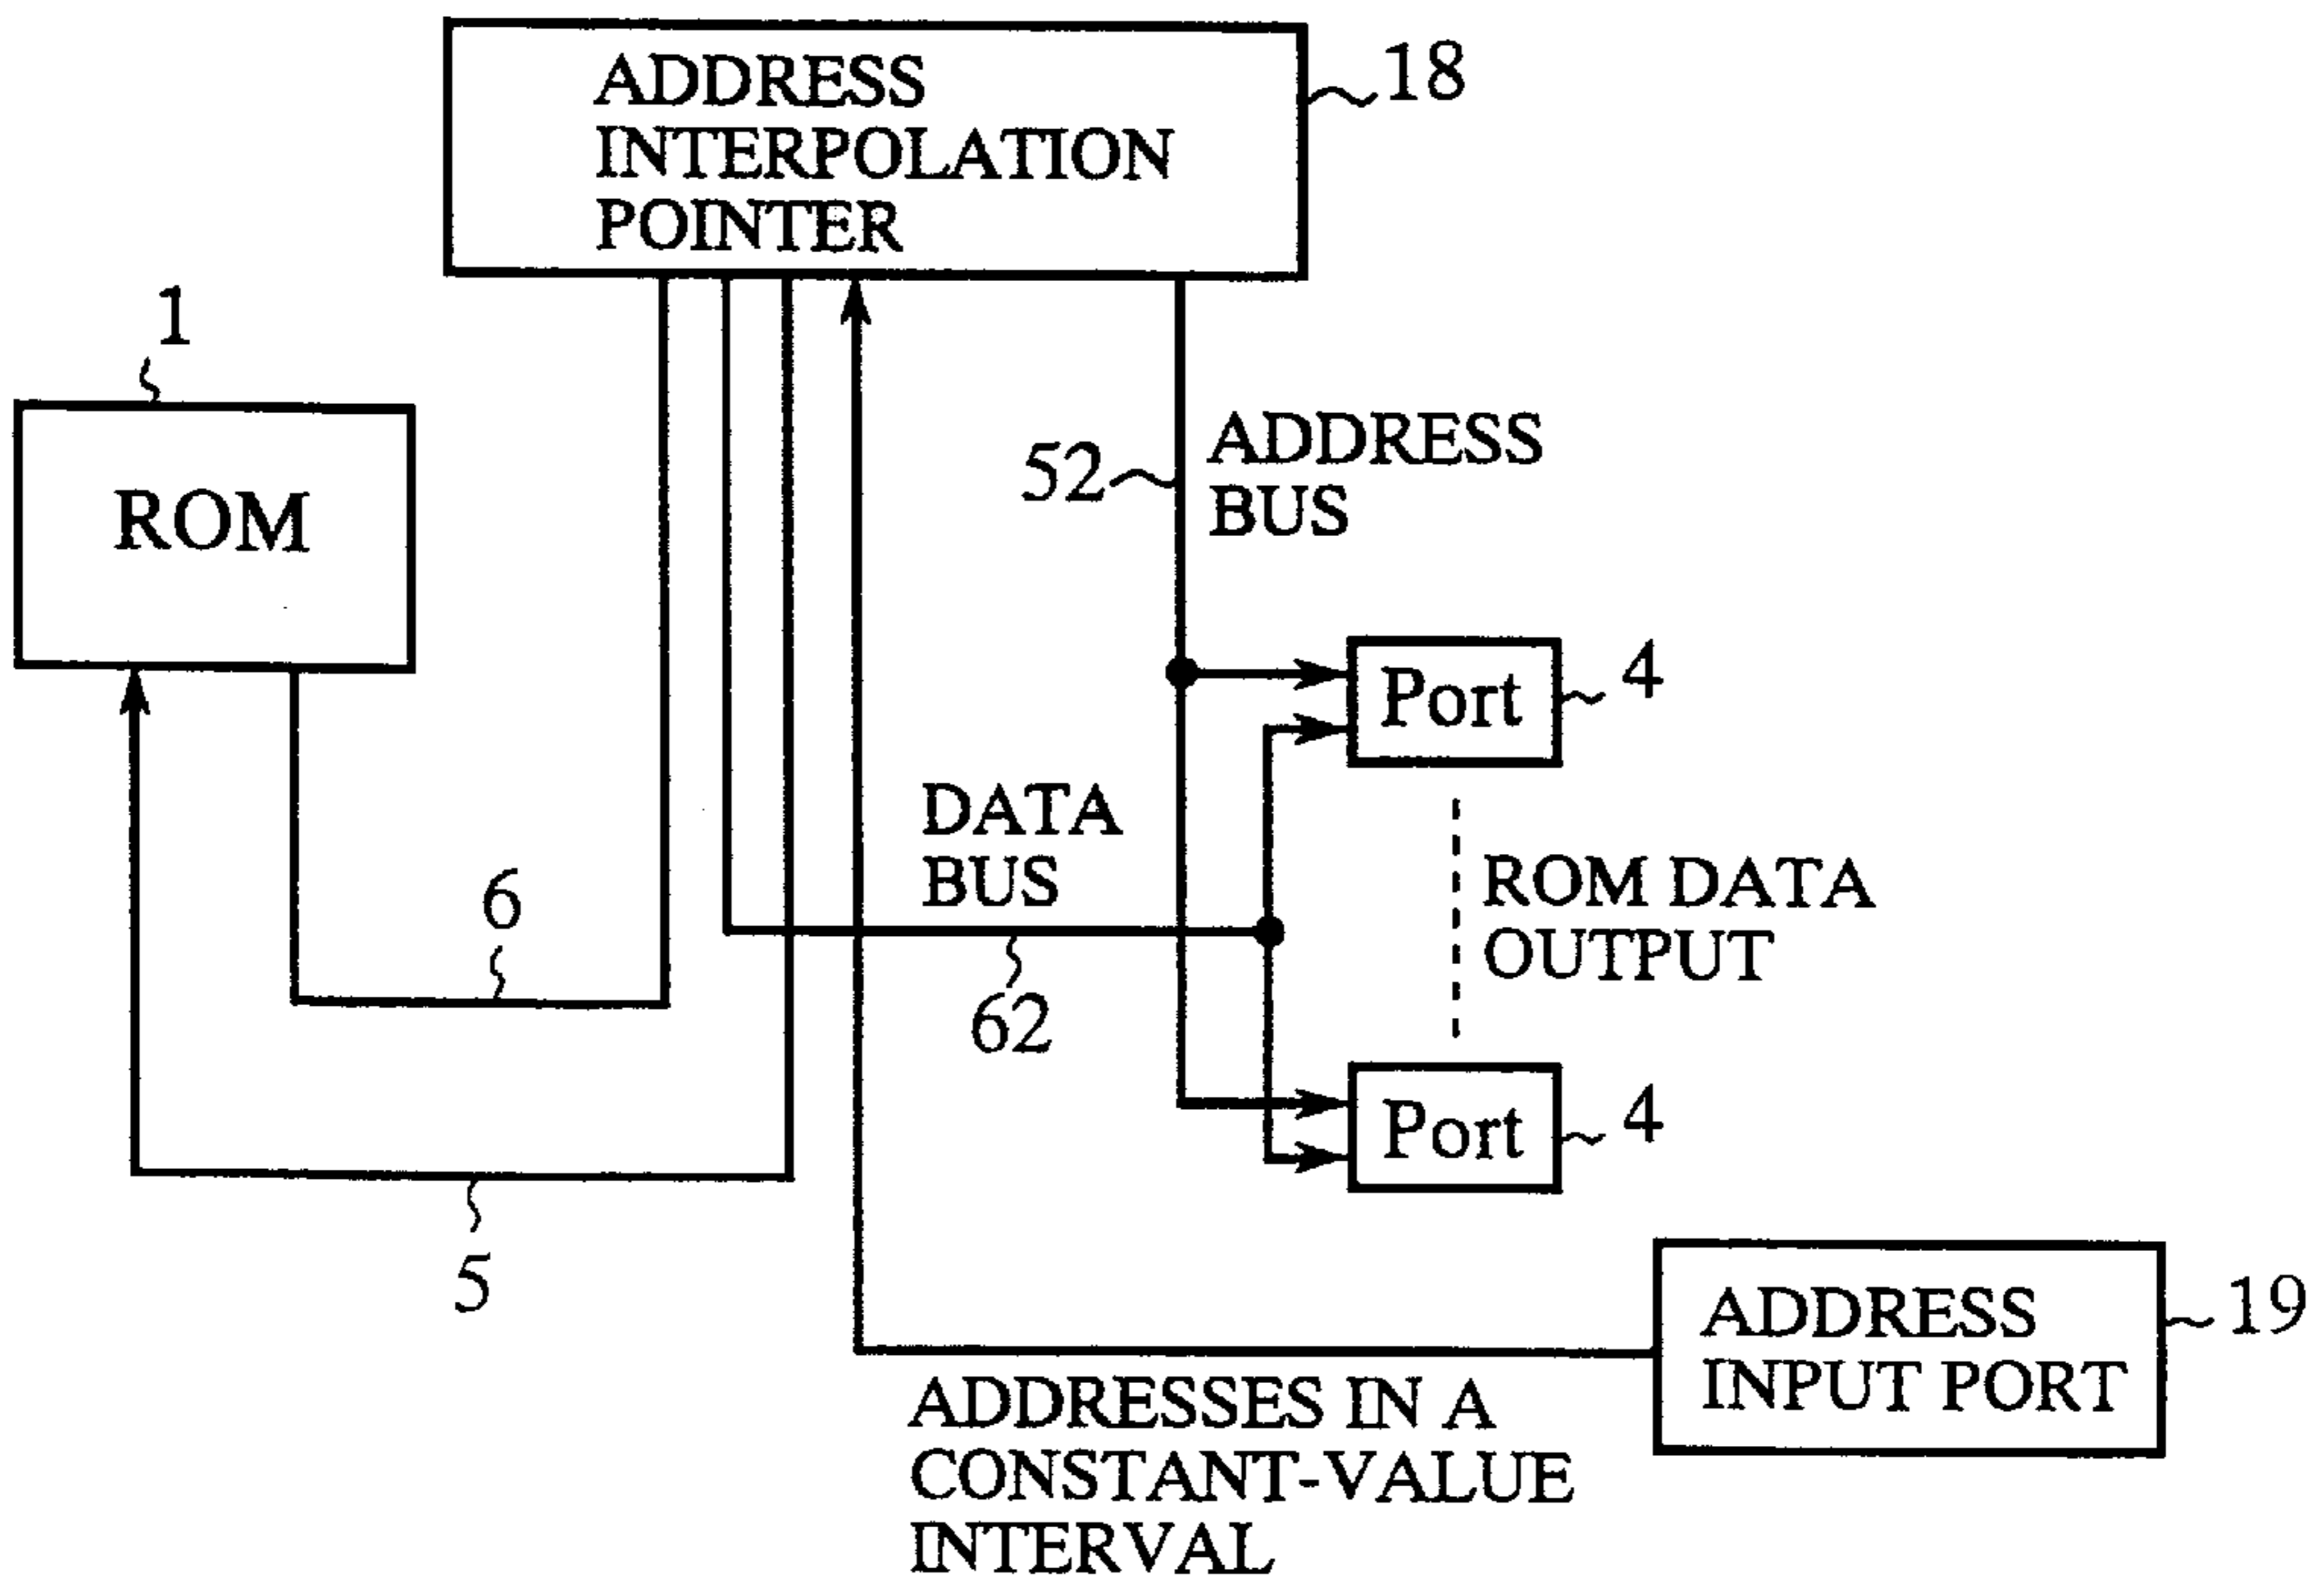 ADDRESS
INTERPOLATION
POINTER
18
1
ROM
52
ADDRESS
BUS
Port
4
DATA
BUS
6
ROM DATA
OUTPUT
62
Port
4
5
ADDRESS
INPUT PORT
19
ADDRESSES IN A
CONSTANT-VALUE
INTERVAL